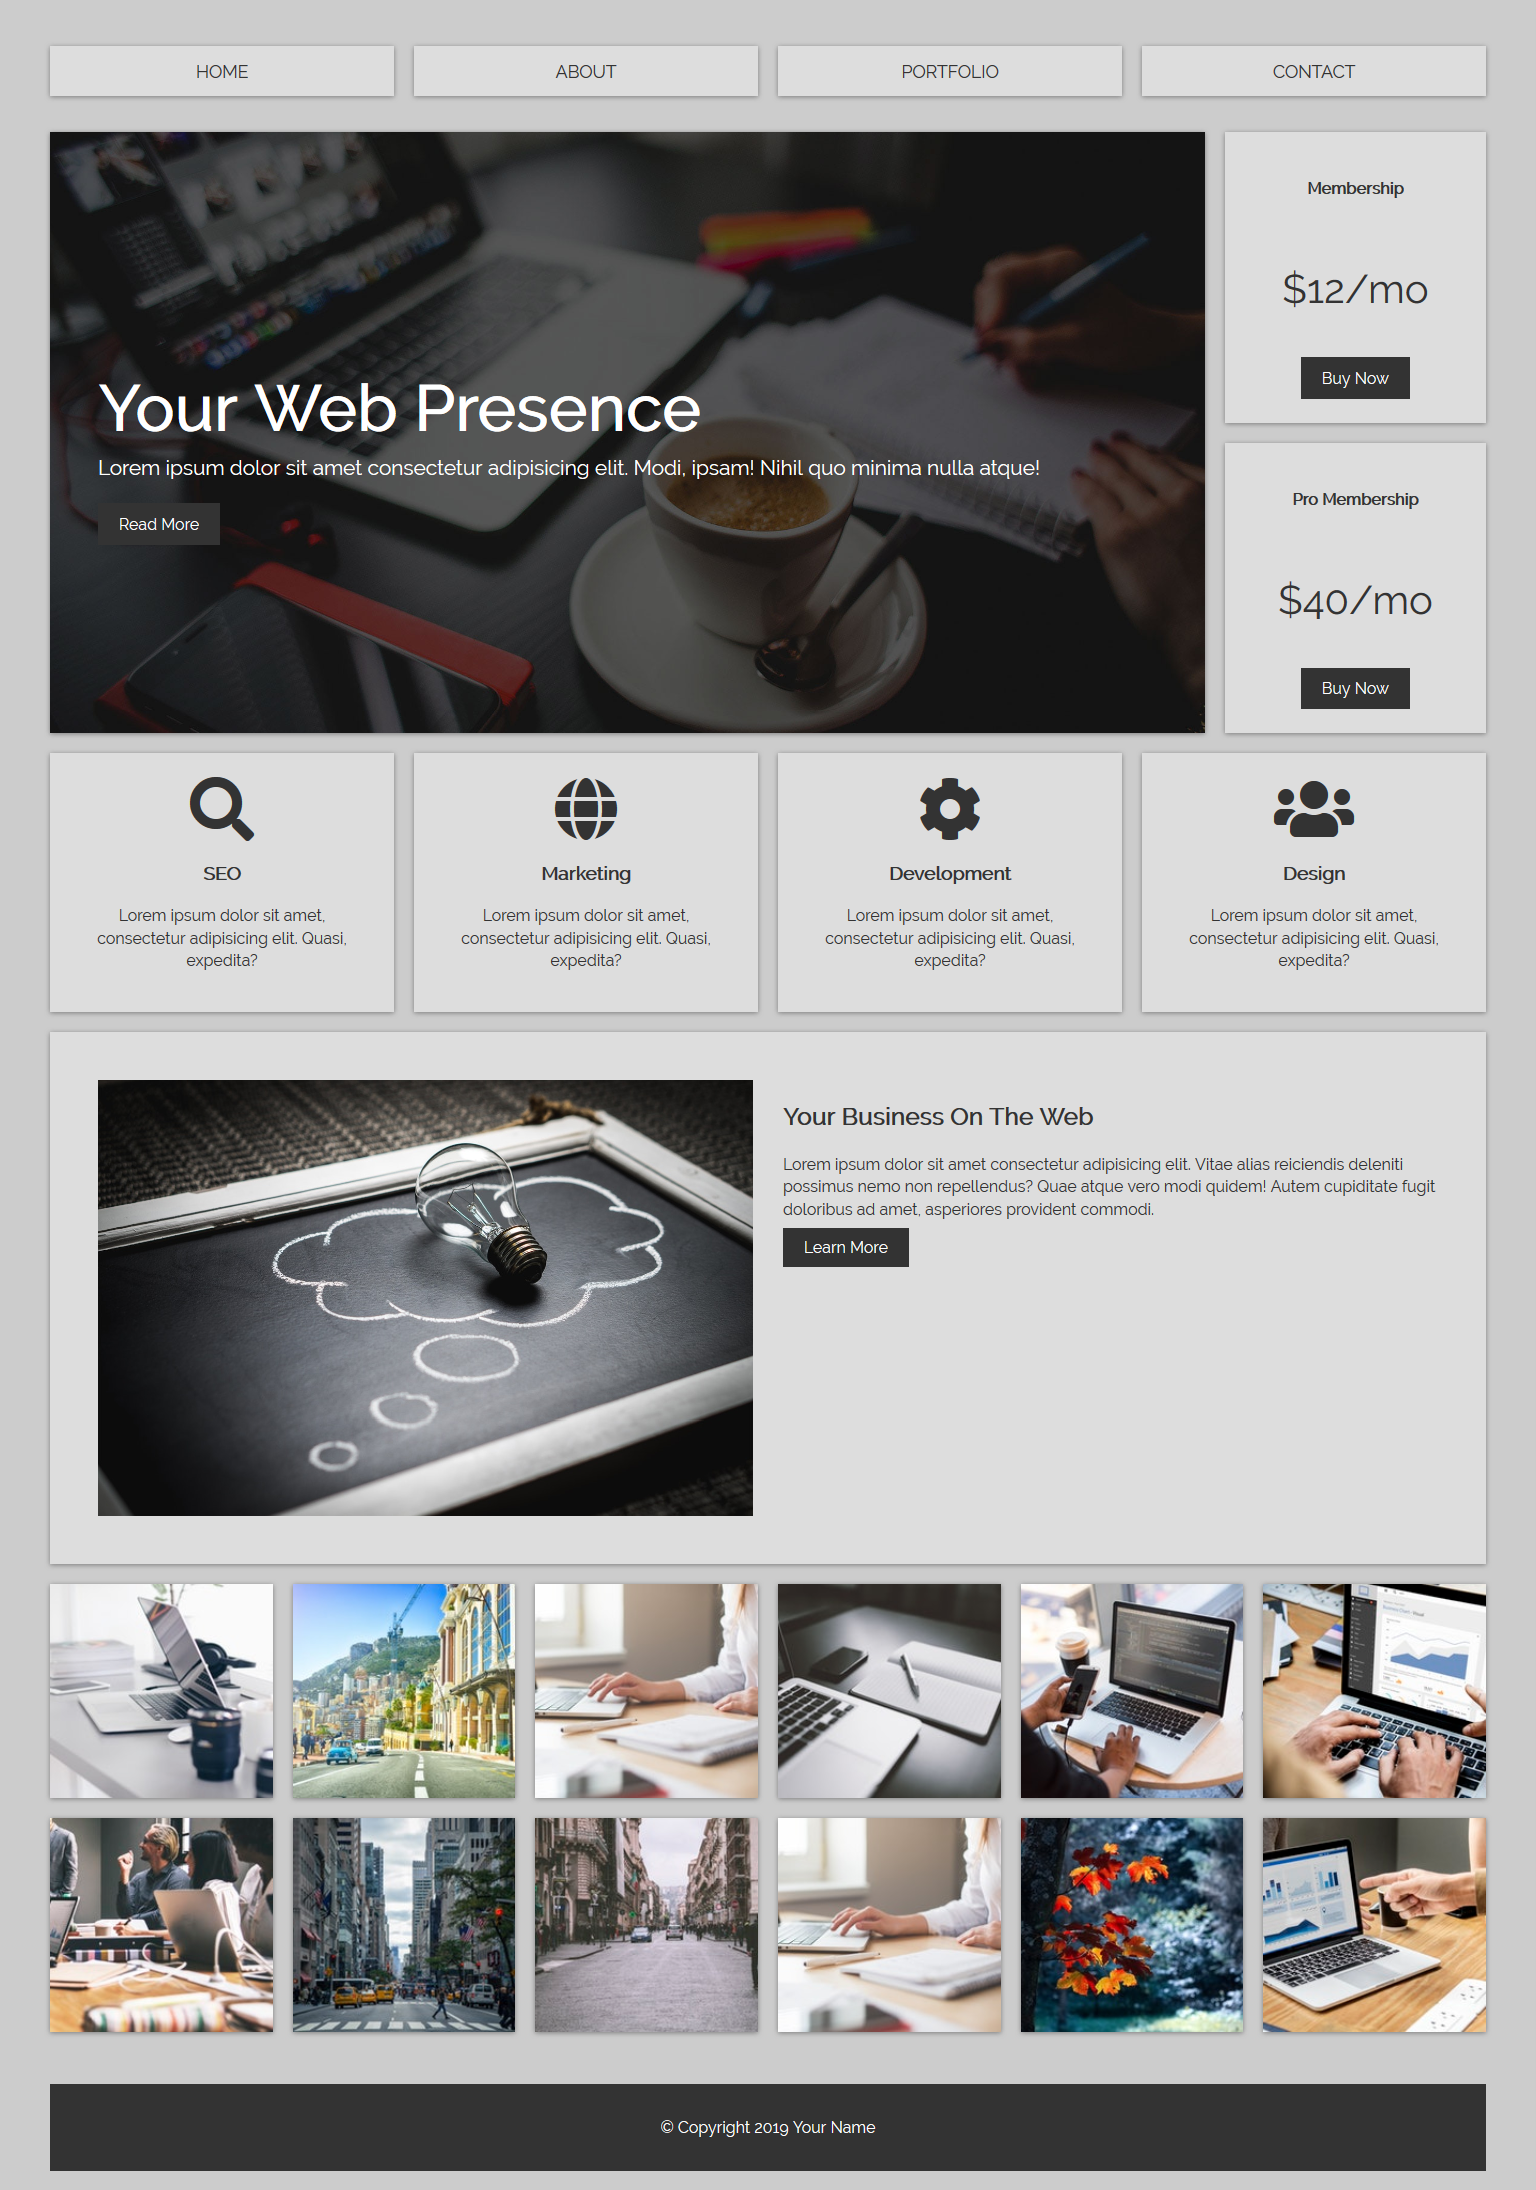 HOME
ABOUT
PORTFOLIO
CONTACT
Your Web Presence
Lorem ipsum dolor sit amet consectetur adipisicing elit. Modi, ipsam! Nihil quo minima nulla atque!
Read More
Membership
$12/mo
Buy Now
Pro Membership
$40/mo
Buy Now
SEO
Lorem ipsum dolor sit amet,
consectetur adipisicing elit. Quasi,
expedita?
Marketing
Lorem ipsum dolor sit amet,
consectetur adipisicing elit. Quasi,
expedita?
Development
Lorem ipsum dolor sit amet,
consectetur adipisicing elit. Quasi,
expedita?
Design
Lorem ipsum dolor sit amet,
consectetur adipisicing elit. Quasi,
expedita?
Your Business On The Web
Lorem ipsum dolor sit amet consectetur adipisicing elit. Vitae alias reiciendis deleniti
possimus nemo non repellendus? Quae atque vero modi quidem! Autem cupiditate fugit
doloribus ad amet, asperiores provident commodi.
Learn More
© Copyright 2019 Your Name